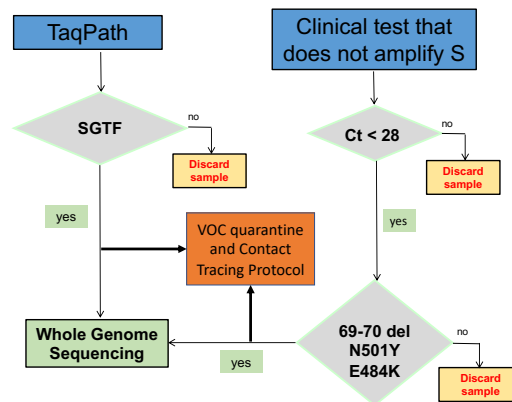 TaqPath
Clinical test that
does not amplify S
SGTF
no
Discard
sample
Ct < 28
no
Discard
sample
yes
yes
VOC quarantine
and Contact
Tracing Protocol
Whole Genome
Sequencing
yes
69-70 del
N501Y
E484K
no
Discard
sample